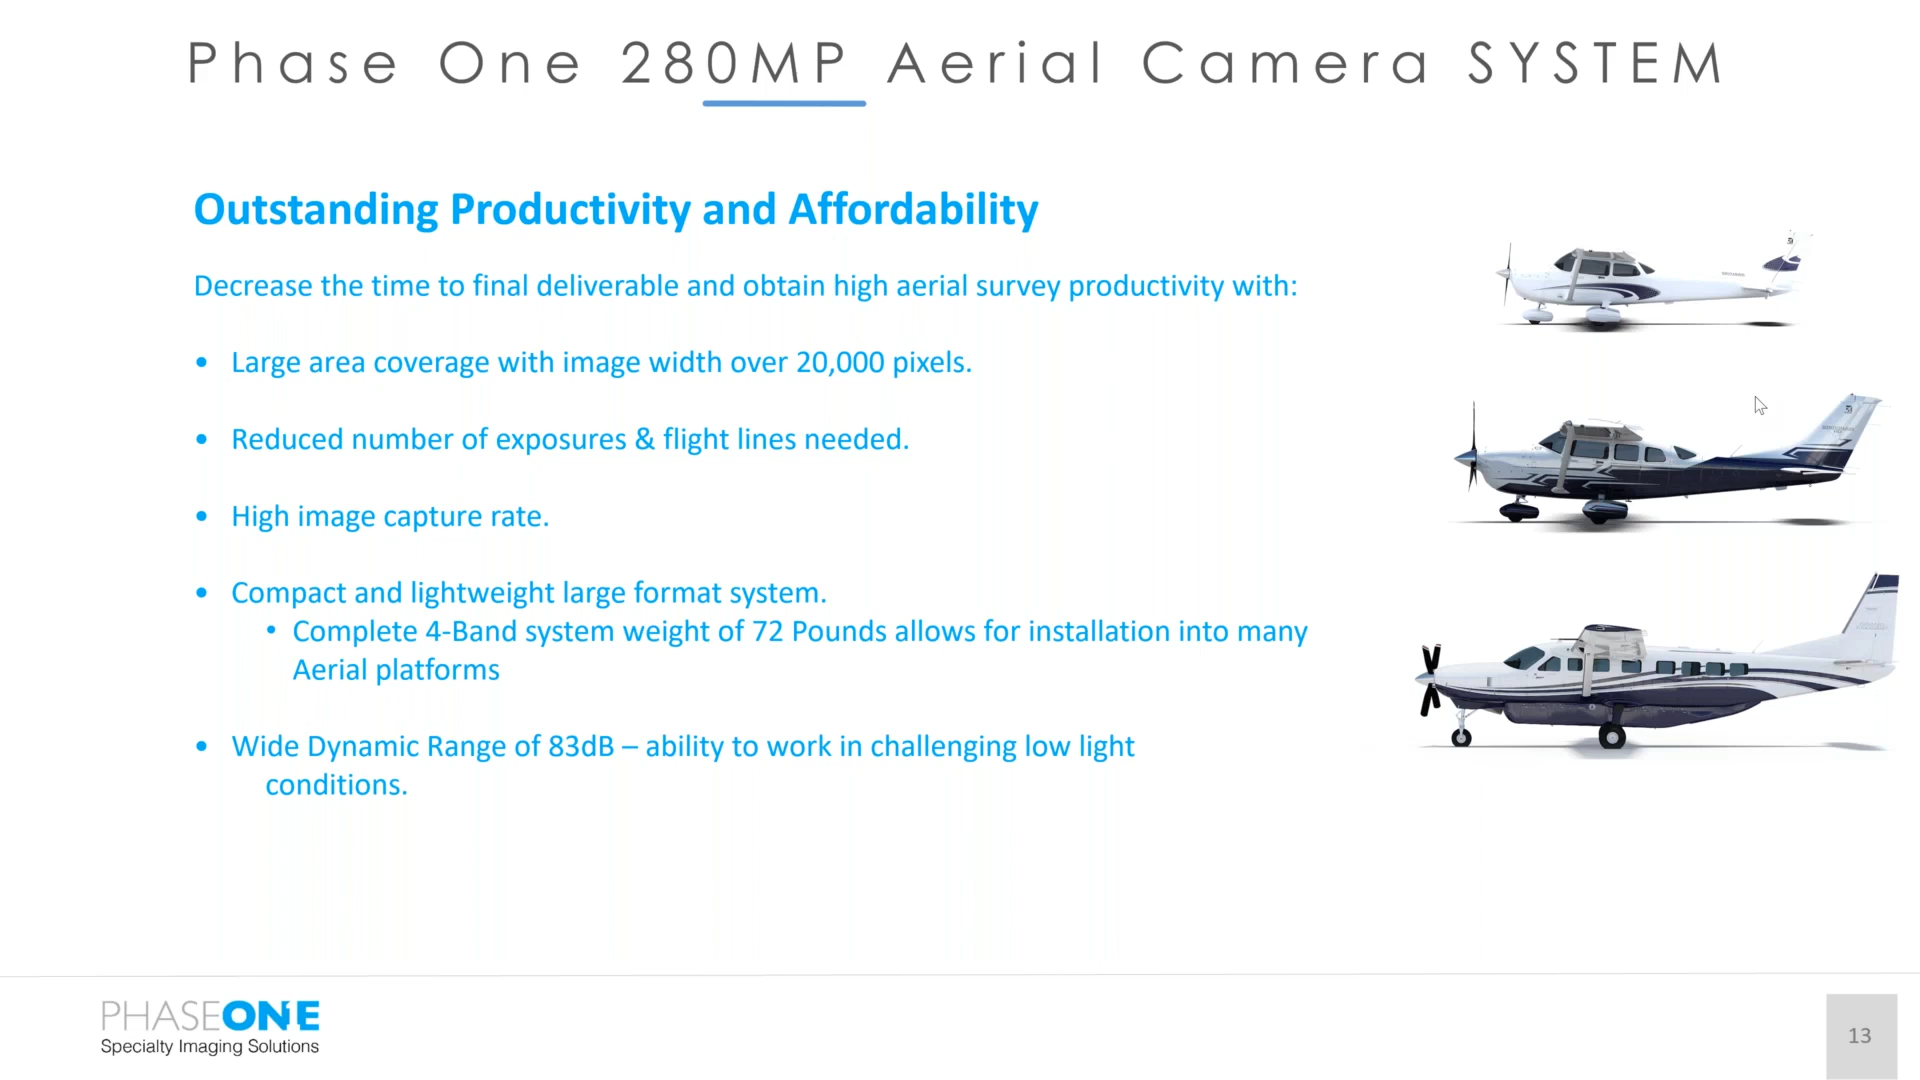 Phase One 280MP Aerial Camera SYSTEM
Outstanding Productivity and Affordability
Decrease the time to final deliverable and obtain high aerial survey productivity with:
• Large area coverage with image width over 20,000 pixels.
• Reduced number of exposures & flight lines needed.
• High image capture rate.
• Compact and lightweight large format system.
• Complete 4-Band system weight of 72 Pounds allows for installation into many
Aerial platforms
• Wide Dynamic Range of 83dB – ability to work in challenging low light
conditions.
PHASEONE
Specialty Imaging Solutions
13